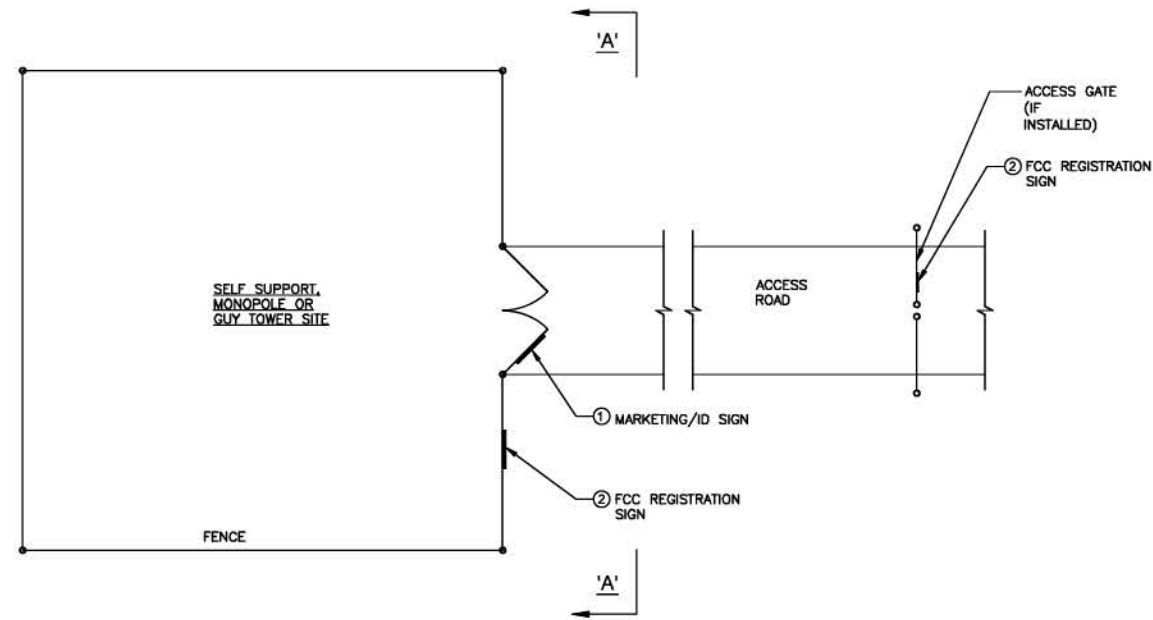 'A'
ACCESS GATE
(IF
INSTALLED)
② FCC REGISTRATION
SIGN
SELF SUPPORT,
MONOPOLE OR
GUY TOWER SITE
ACCESS
ROAD
① MARKETING/ID SIGN
② FCC REGISTRATION
SIGN
FENCE
'A'